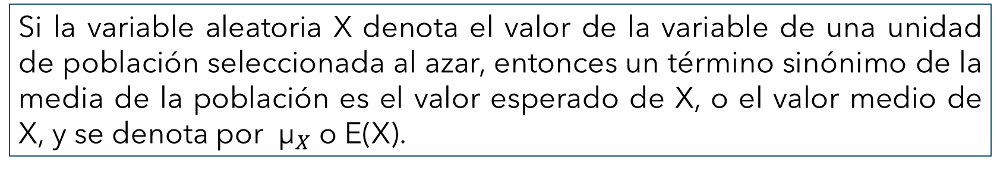 Si la variable aleatoria X denota el valor de la variable de una unidad
de población seleccionada al azar, entonces un término sinónimo de la
media de la población es el valor esperado de X, o el valor medio de
X, y se denota por μ_X o E(X).